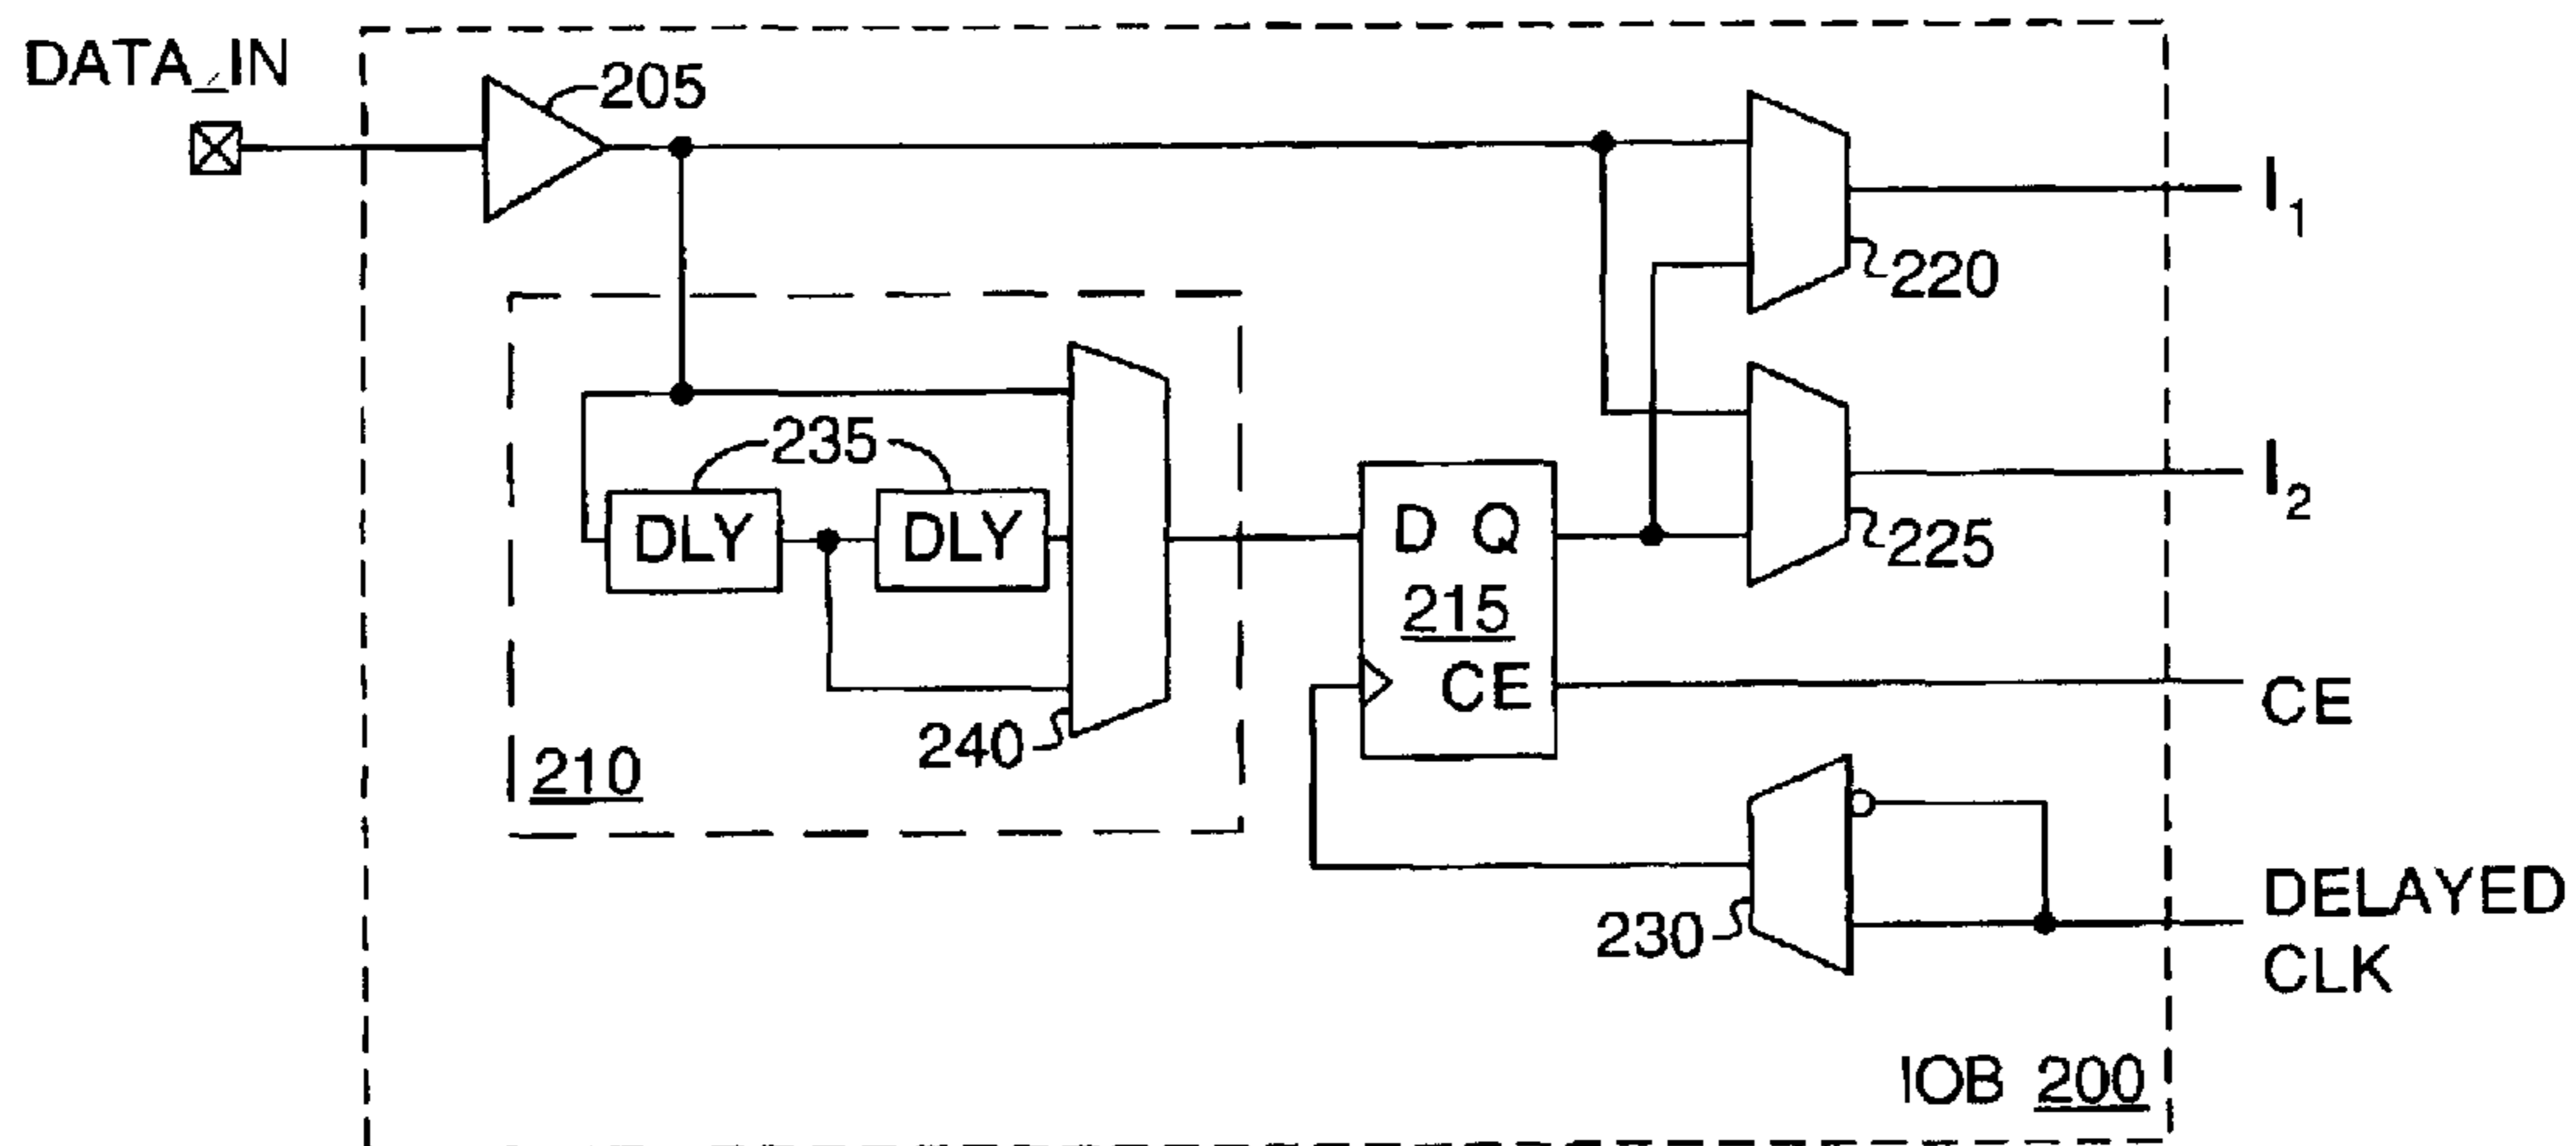 DATA_IN
205
I1
220
235
DLY
DLY
D Q
215
CE
I2
225
CE
240
210
230
DELAYED
CLK
IOB 200